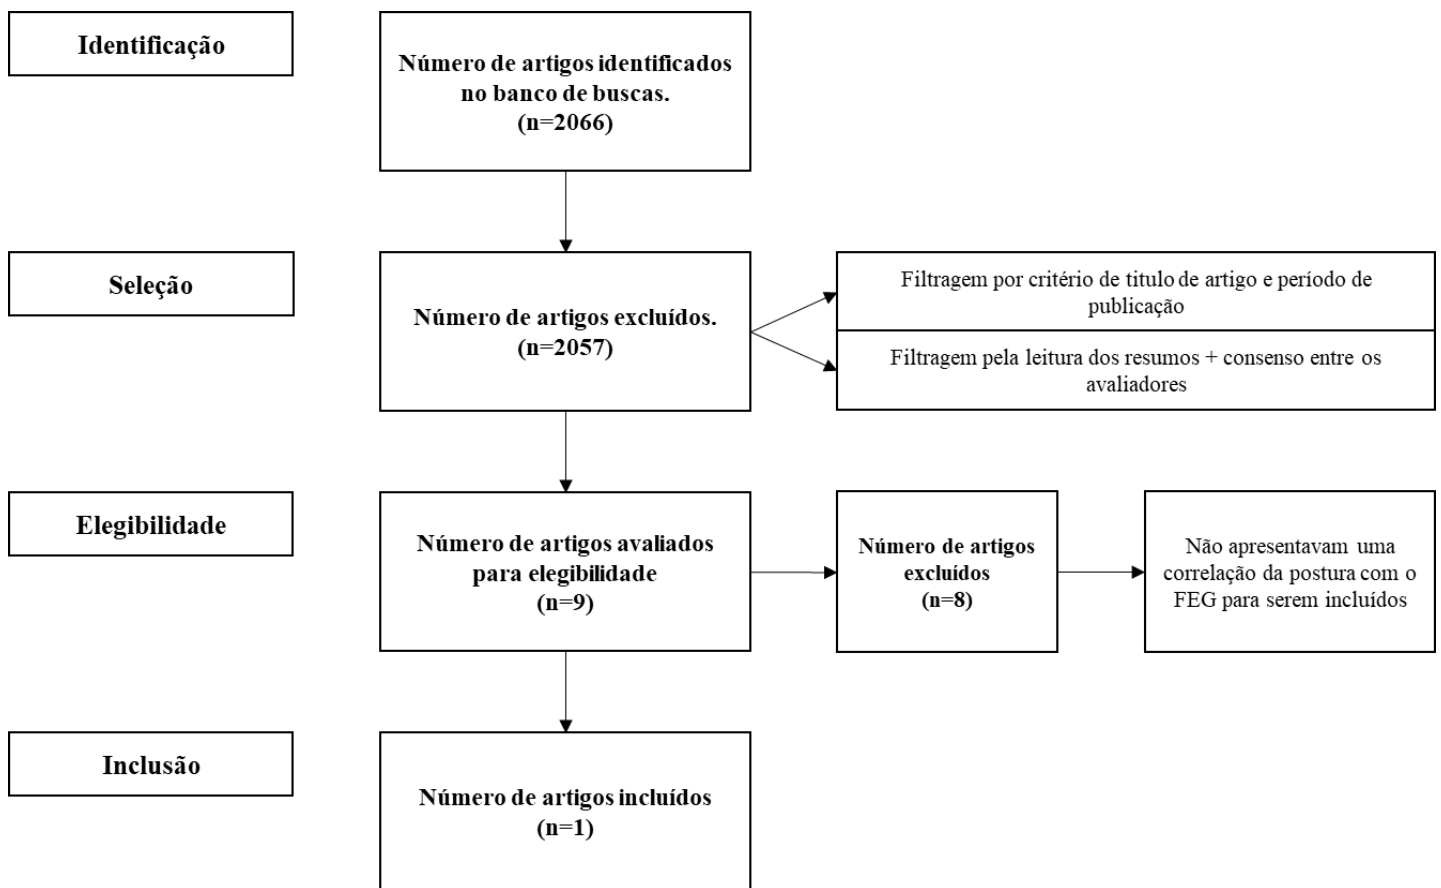 Identificação
Número de artigos identificados
no banco de buscas.
(n=2066)
Seleção
Número de artigos excluídos.
(n=2057)
Filtragem por critério de titulo de artigo e período de
publicação
Filtragem pela leitura dos resumos + consenso entre os
avaliadores
Elegibilidade
Número de artigos avaliados
para elegibilidade
(n=9)
Número de artigos
excluídos
(n=8)
Não apresentavam uma
correlação da postura com o
FEG para serem incluídos
Inclusão
Número de artigos incluídos
(n=1)